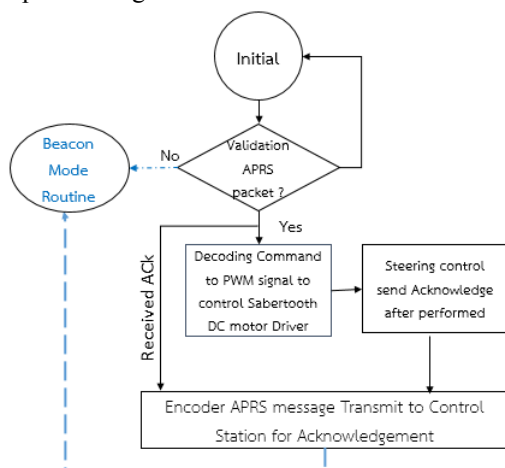 Initial
Validation
APRS
packet ?
No
Yes
Beacon
Mode
Routine
Received ACk
Decoding Command
to PWM signal to
control Sabertooth
DC motor Driver
Steering control
send Acknowledge
after performed
Encoder APRS message Transmit to Control
Station for Acknowledgement